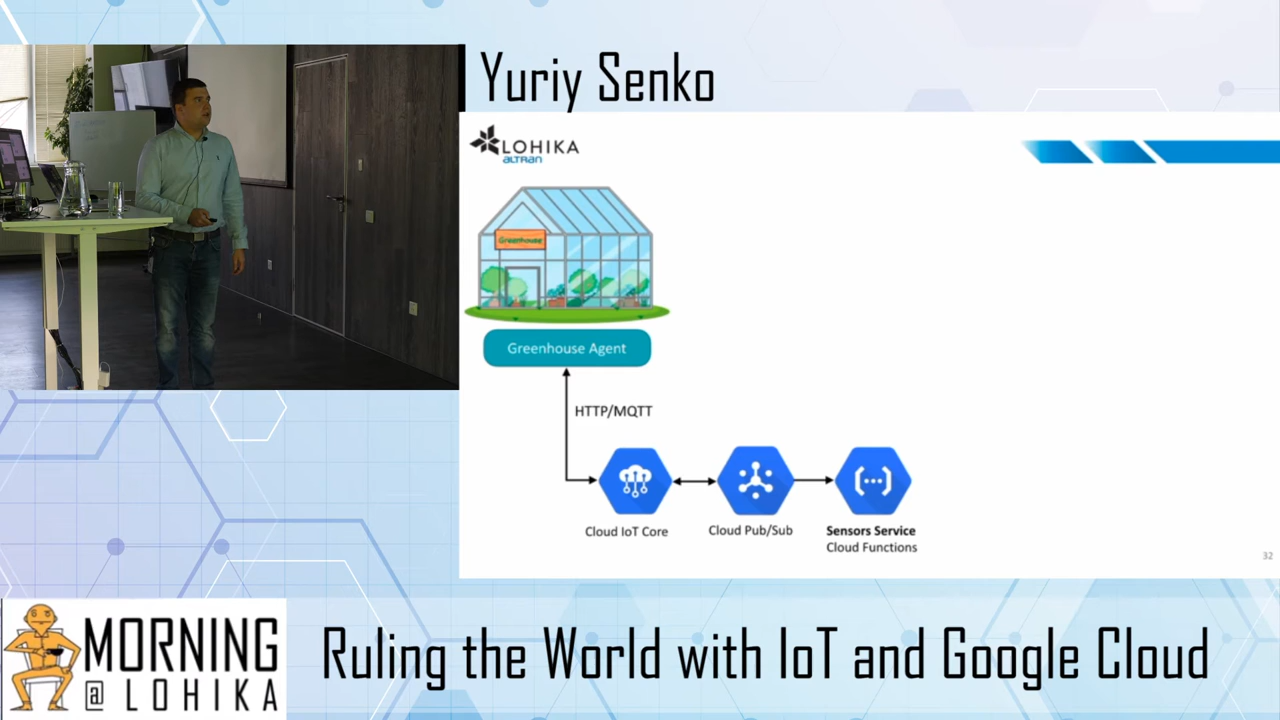 Yuriy Senko
LOHIKA
altran
Greenhouse
Greenhouse Agent
HTTP/MQTT
Cloud IoT Core
Cloud Pub/Sub
Sensors Service
Cloud Functions
32
MORNING
@ LOHIKA
Ruling the World with IoT and Google Cloud